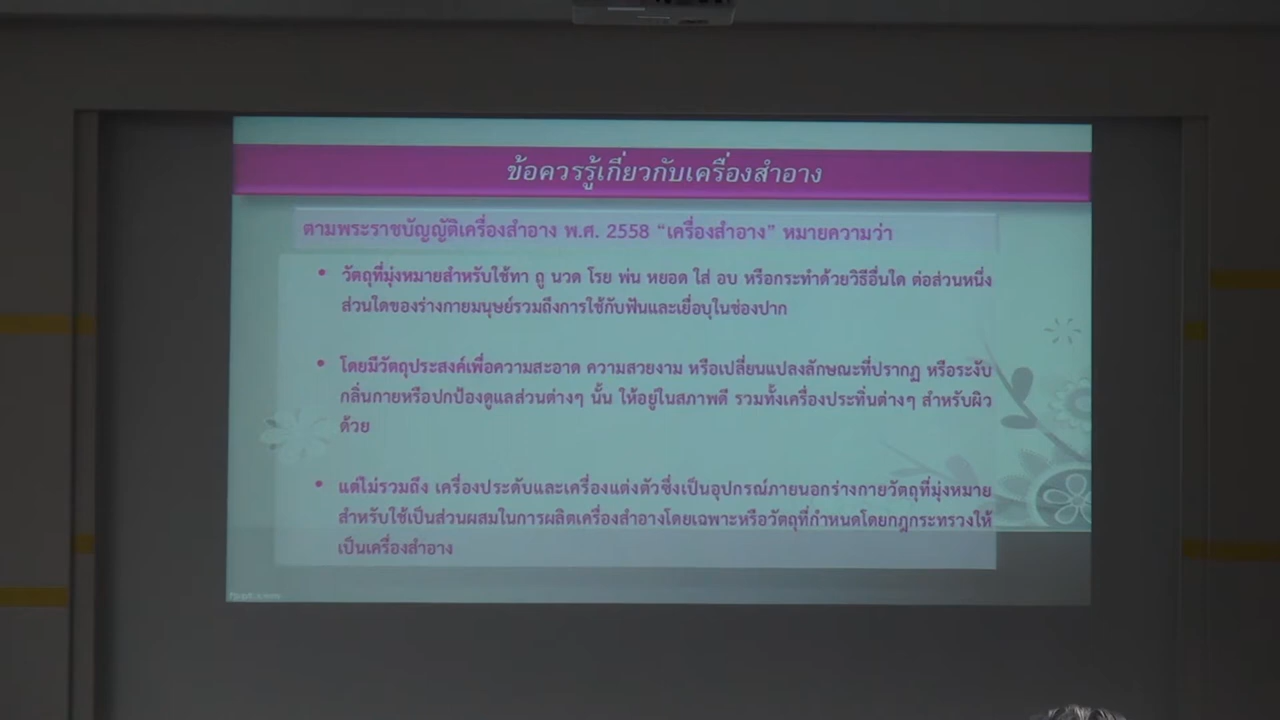 ข้อควรรู้เกี่ยวกับเครื่องสำอาง
ตามพระราชบัญญัติเครื่องสำอาง พ.ศ. 2558 “เครื่องสำอาง” หมายความว่า
• วัตถุที่มุ่งหมายสำหรับใช้ทา ถู นวด โรย พ่น หยอด ใส่ อบ หรือกระทำด้วยวิธีอื่นใด ต่อส่วนหนึ่ง
ส่วนใดของร่างกายมนุษย์รวมถึงการใช้กับฟันและเยื่อบุในช่องปาก
• โดยมีวัตถุประสงค์เพื่อความสะอาด ความสวยงาม หรือเปลี่ยนแปลงลักษณะที่ปรากฏ หรือระงับ
กลิ่นกายหรือปกป้องดูแลส่วนต่างๆ นั้น ให้อยู่ในสภาพดี รวมทั้งเครื่องประทิ่นต่างๆ สำหรับผิว
ด้วย
• แต่ไม่รวมถึง เครื่องประดับและเครื่องแต่งตัวซึ่งเป็นอุปกรณ์ภายนอกร่างกายวัตถุที่มุ่งหมาย
สำหรับใช้เป็นส่วนผสมในการผลิตเครื่องสำอางโดยเฉพาะหรือวัตถุที่กำหนดโดยกฎกระทรวงให้
เป็นเครื่องสำอาง